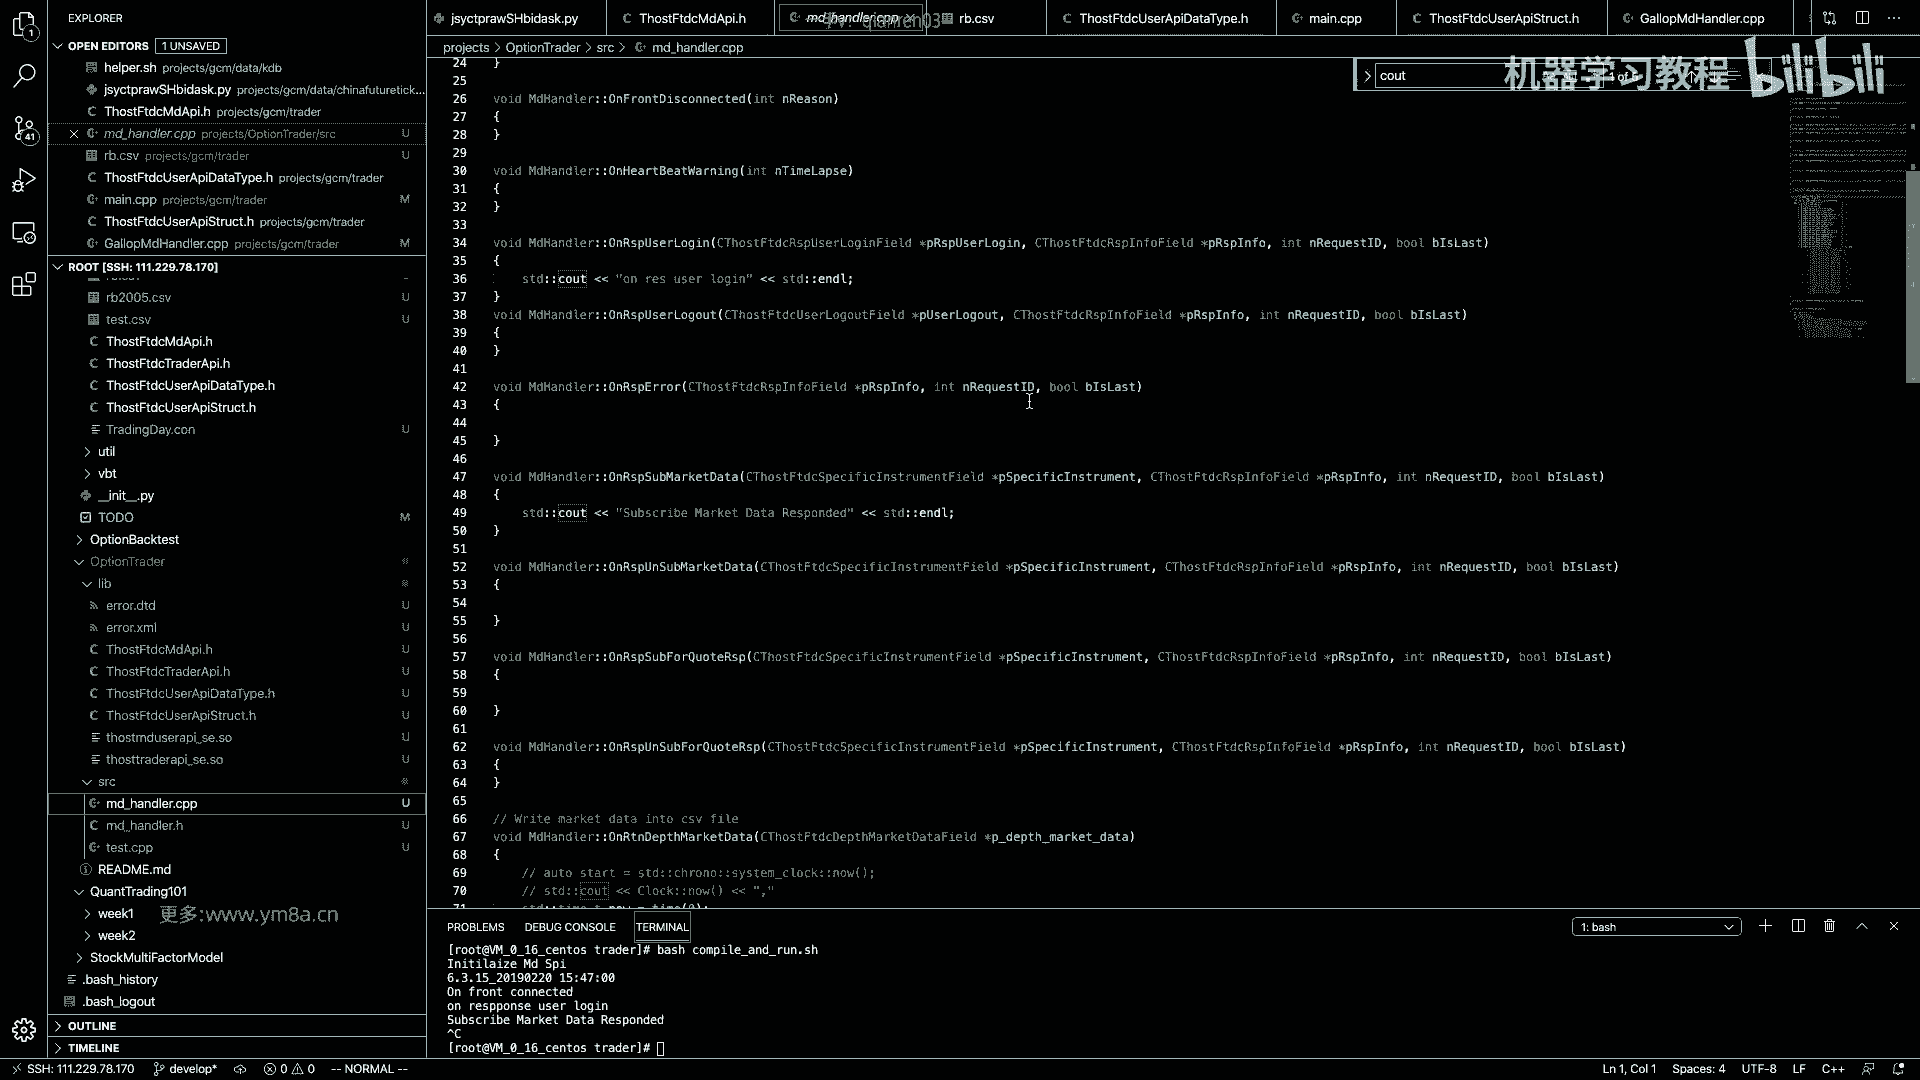 EXPLORER
OPEN EDITORS 1 UNSAVED
helper.sh projects/gcm/data/kdb
jsyctprawSHbidask.py projects/gcm/data/chinafuturetick...
ThostFtdcMdApi.h projects/gcm/trader
md_handler.cpp projects/OptionTrader/src U
rb.csv projects/gcm/trader U
ThostFtdcUserApiDataType.h projects/gcm/trader
main.cpp projects/gcm/trader M
ThostFtdcUserApiStruct.h projects/gcm/trader
GallopMdHandler.cpp projects/gcm/trader M
ROOT [SSH: 111.229.78.170]
rb2005.csv U
test.csv U
ThostFtdcMdApi.h
ThostFtdcTraderApi.h
ThostFtdcUserApiDataType.h
ThostFtdcUserApiStruct.h
TradingDay.con U
util
vbt
__init__.py
TODO M
OptionBacktest
OptionTrader
lib
error.dtd U
error.xml U
ThostFtdcMdApi.h U
ThostFtdcTraderApi.h U
ThostFtdcUserApiDataType.h U
ThostFtdcUserApiStruct.h U
thostmduserapi_se.so U
thosttraderapi_se.so U
src
md_handler.cpp U
md_handler.h U
test.cpp U
README.md
QuantTrading101
week1 更多:www.ym8a.cn
week2
StockMultiFactorModel
.bash_history
.bash_logout
OUTLINE
TIMELINE
jsyctprawSHbidask.py ThostFtdcMdApi.h md_handler.cpp rb.csv ThostFtdcUserApiDataType.h main.cpp ThostFtdcUserApiStruct.h GallopMdHandler.cpp
projects > OptionTrader > src > md_handler.cpp
cout
机器学习教程 bilibili
24 }
25
26 void MdHandler::OnFrontDisconnected(int nReason)
27 {
28 }
29
30 void MdHandler::OnHeartBeatWarning(int nTimeLapse)
31 {
32 }
33
34 void MdHandler::OnRspUserLogin(CThostFtdcRspUserLoginField *pRspUserLogin, CThostFtdcRspInfoField *pRspInfo, int nRequestID, bool bIsLast)
35 {
36 std::cout << "on res user login" << std::endl;
37 }
38 void MdHandler::OnRspUserLogout(CThostFtdcUserLogoutField *pUserLogout, CThostFtdcRspInfoField *pRspInfo, int nRequestID, bool bIsLast)
39 {
40 }
41
42 void MdHandler::OnRspError(CThostFtdcRspInfoField *pRspInfo, int nRequestID, bool bIsLast)
43 {
44
45 }
46
47 void MdHandler::OnRspSubMarketData(CThostFtdcSpecificInstrumentField *pSpecificInstrument, CThostFtdcRspInfoField *pRspInfo, int nRequestID, bool bIsLast)
48 {
49 std::cout << "Subscribe Market Data Responded" << std::endl;
50 }
51
52 void MdHandler::OnRspUnSubMarketData(CThostFtdcSpecificInstrumentField *pSpecificInstrument, CThostFtdcRspInfoField *pRspInfo, int nRequestID, bool bIsLast)
53 {
54
55 }
56
57 void MdHandler::OnRspSubForQuoteRsp(CThostFtdcSpecificInstrumentField *pSpecificInstrument, CThostFtdcRspInfoField *pRspInfo, int nRequestID, bool bIsLast)
58 {
59
60 }
61
62 void MdHandler::OnRspUnSubForQuoteRsp(CThostFtdcSpecificInstrumentField *pSpecificInstrument, CThostFtdcRspInfoField *pRspInfo, int nRequestID, bool bIsLast)
63 {
64 }
65
66 // Write market data into csv file
67 void MdHandler::OnRtnDepthMarketData(CThostFtdcDepthMarketDataField *p_depth_market_data)
68 {
69 // auto start = std::chrono::system_clock::now();
70 // std::cout << Clock::now() << ","
71 std::time_t now = time(0);
PROBLEMS DEBUG CONSOLE TERMINAL 1: bash
[root@VM_0_16_centos trader]# bash compile_and_run.sh
Initilaize Md Spi
6.3.15_20190220 15:47:00
On front connected
on respponse user login
Subscribe Market Data Responded
^C
[root@VM_0_16_centos trader]#
SSH: 111.229.78.170 develop* 0 0 -- NORMAL -- Ln 1, Col 1 Spaces: 4 UTF-8 LF C++